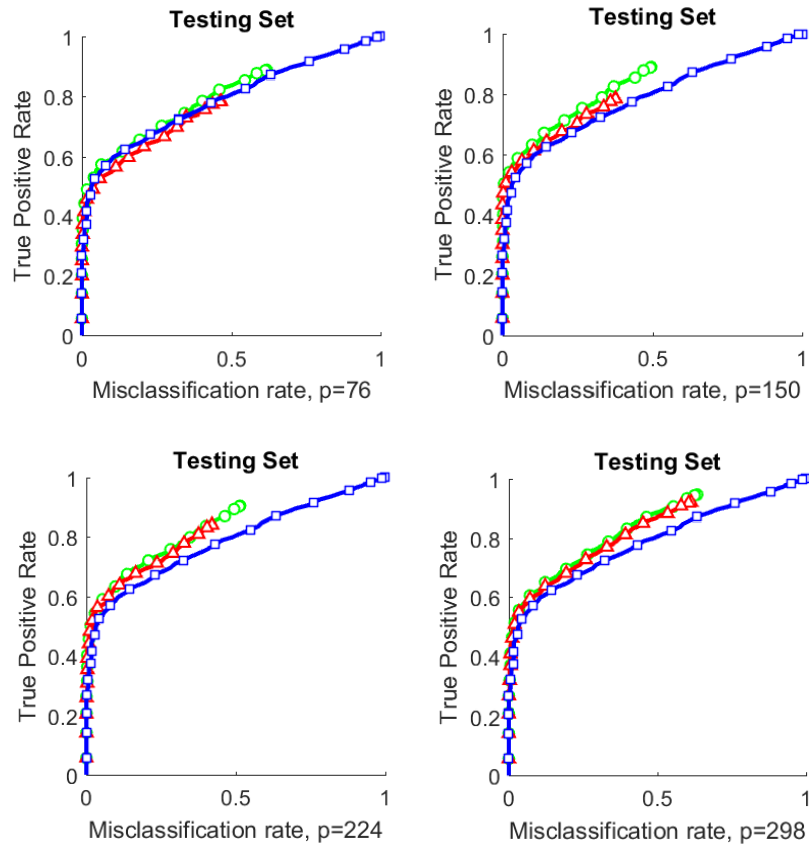 Testing Set
1
0.8
0.6
0.4
0.2
0
True Positive Rate
0 0.5 1
Misclassification rate, p=76
Testing Set
1
0.8
0.6
0.4
0.2
0
True Positive Rate
0 0.5 1
Misclassification rate, p=150
Testing Set
1
0.8
0.6
0.4
0.2
0
True Positive Rate
0 0.5 1
Misclassification rate, p=224
Testing Set
1
0.8
0.6
0.4
0.2
0
True Positive Rate
0 0.5 1
Misclassification rate, p=298